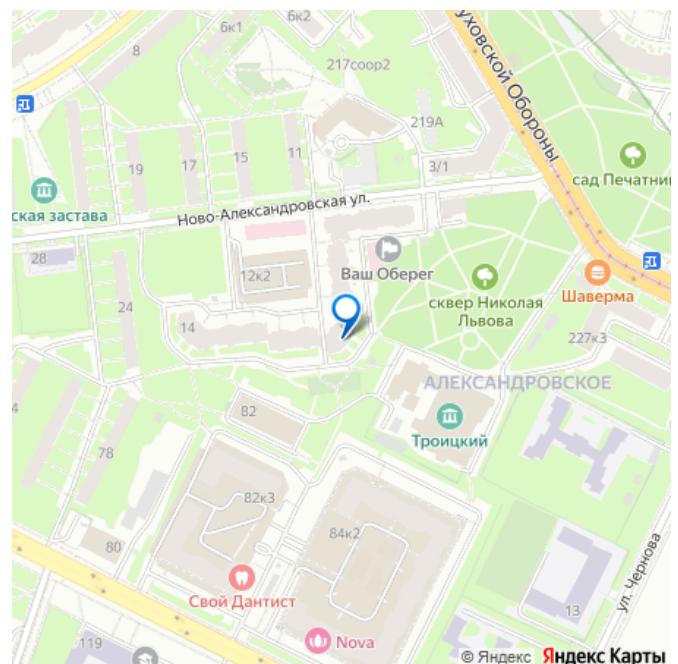 6к1
6к2
8
217соор2
уховской Обороны
219А
19
17
15
11
3/1
сад Печатник
ская застава
Ново-Александровская ул.
28
Ваш Оберег
12к2
сквер Николая
Львова
Шаверма
24
14
227к3
АЛЕКСАНДРОВСКОЕ
82
Троицкий
4
78
82к3
84к2
80
ул. Чернова
Свой Дантист
13
119
Nova
© Яндекс Яндекс Карты